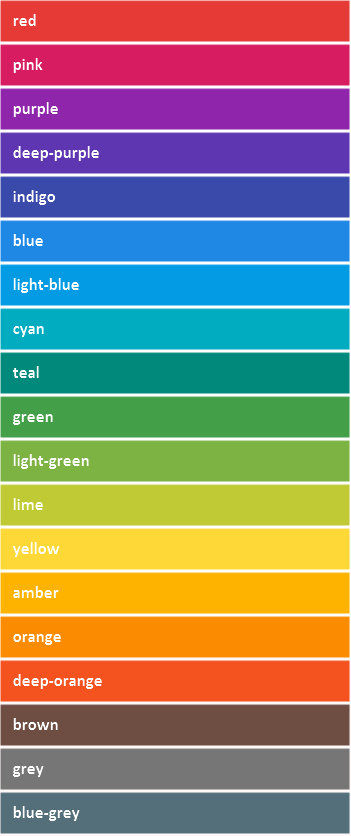 red
pink
purple
deep-purple
indigo
blue
light-blue
cyan
teal
green
light-green
lime
yellow
amber
orange
deep-orange
brown
grey
blue-grey